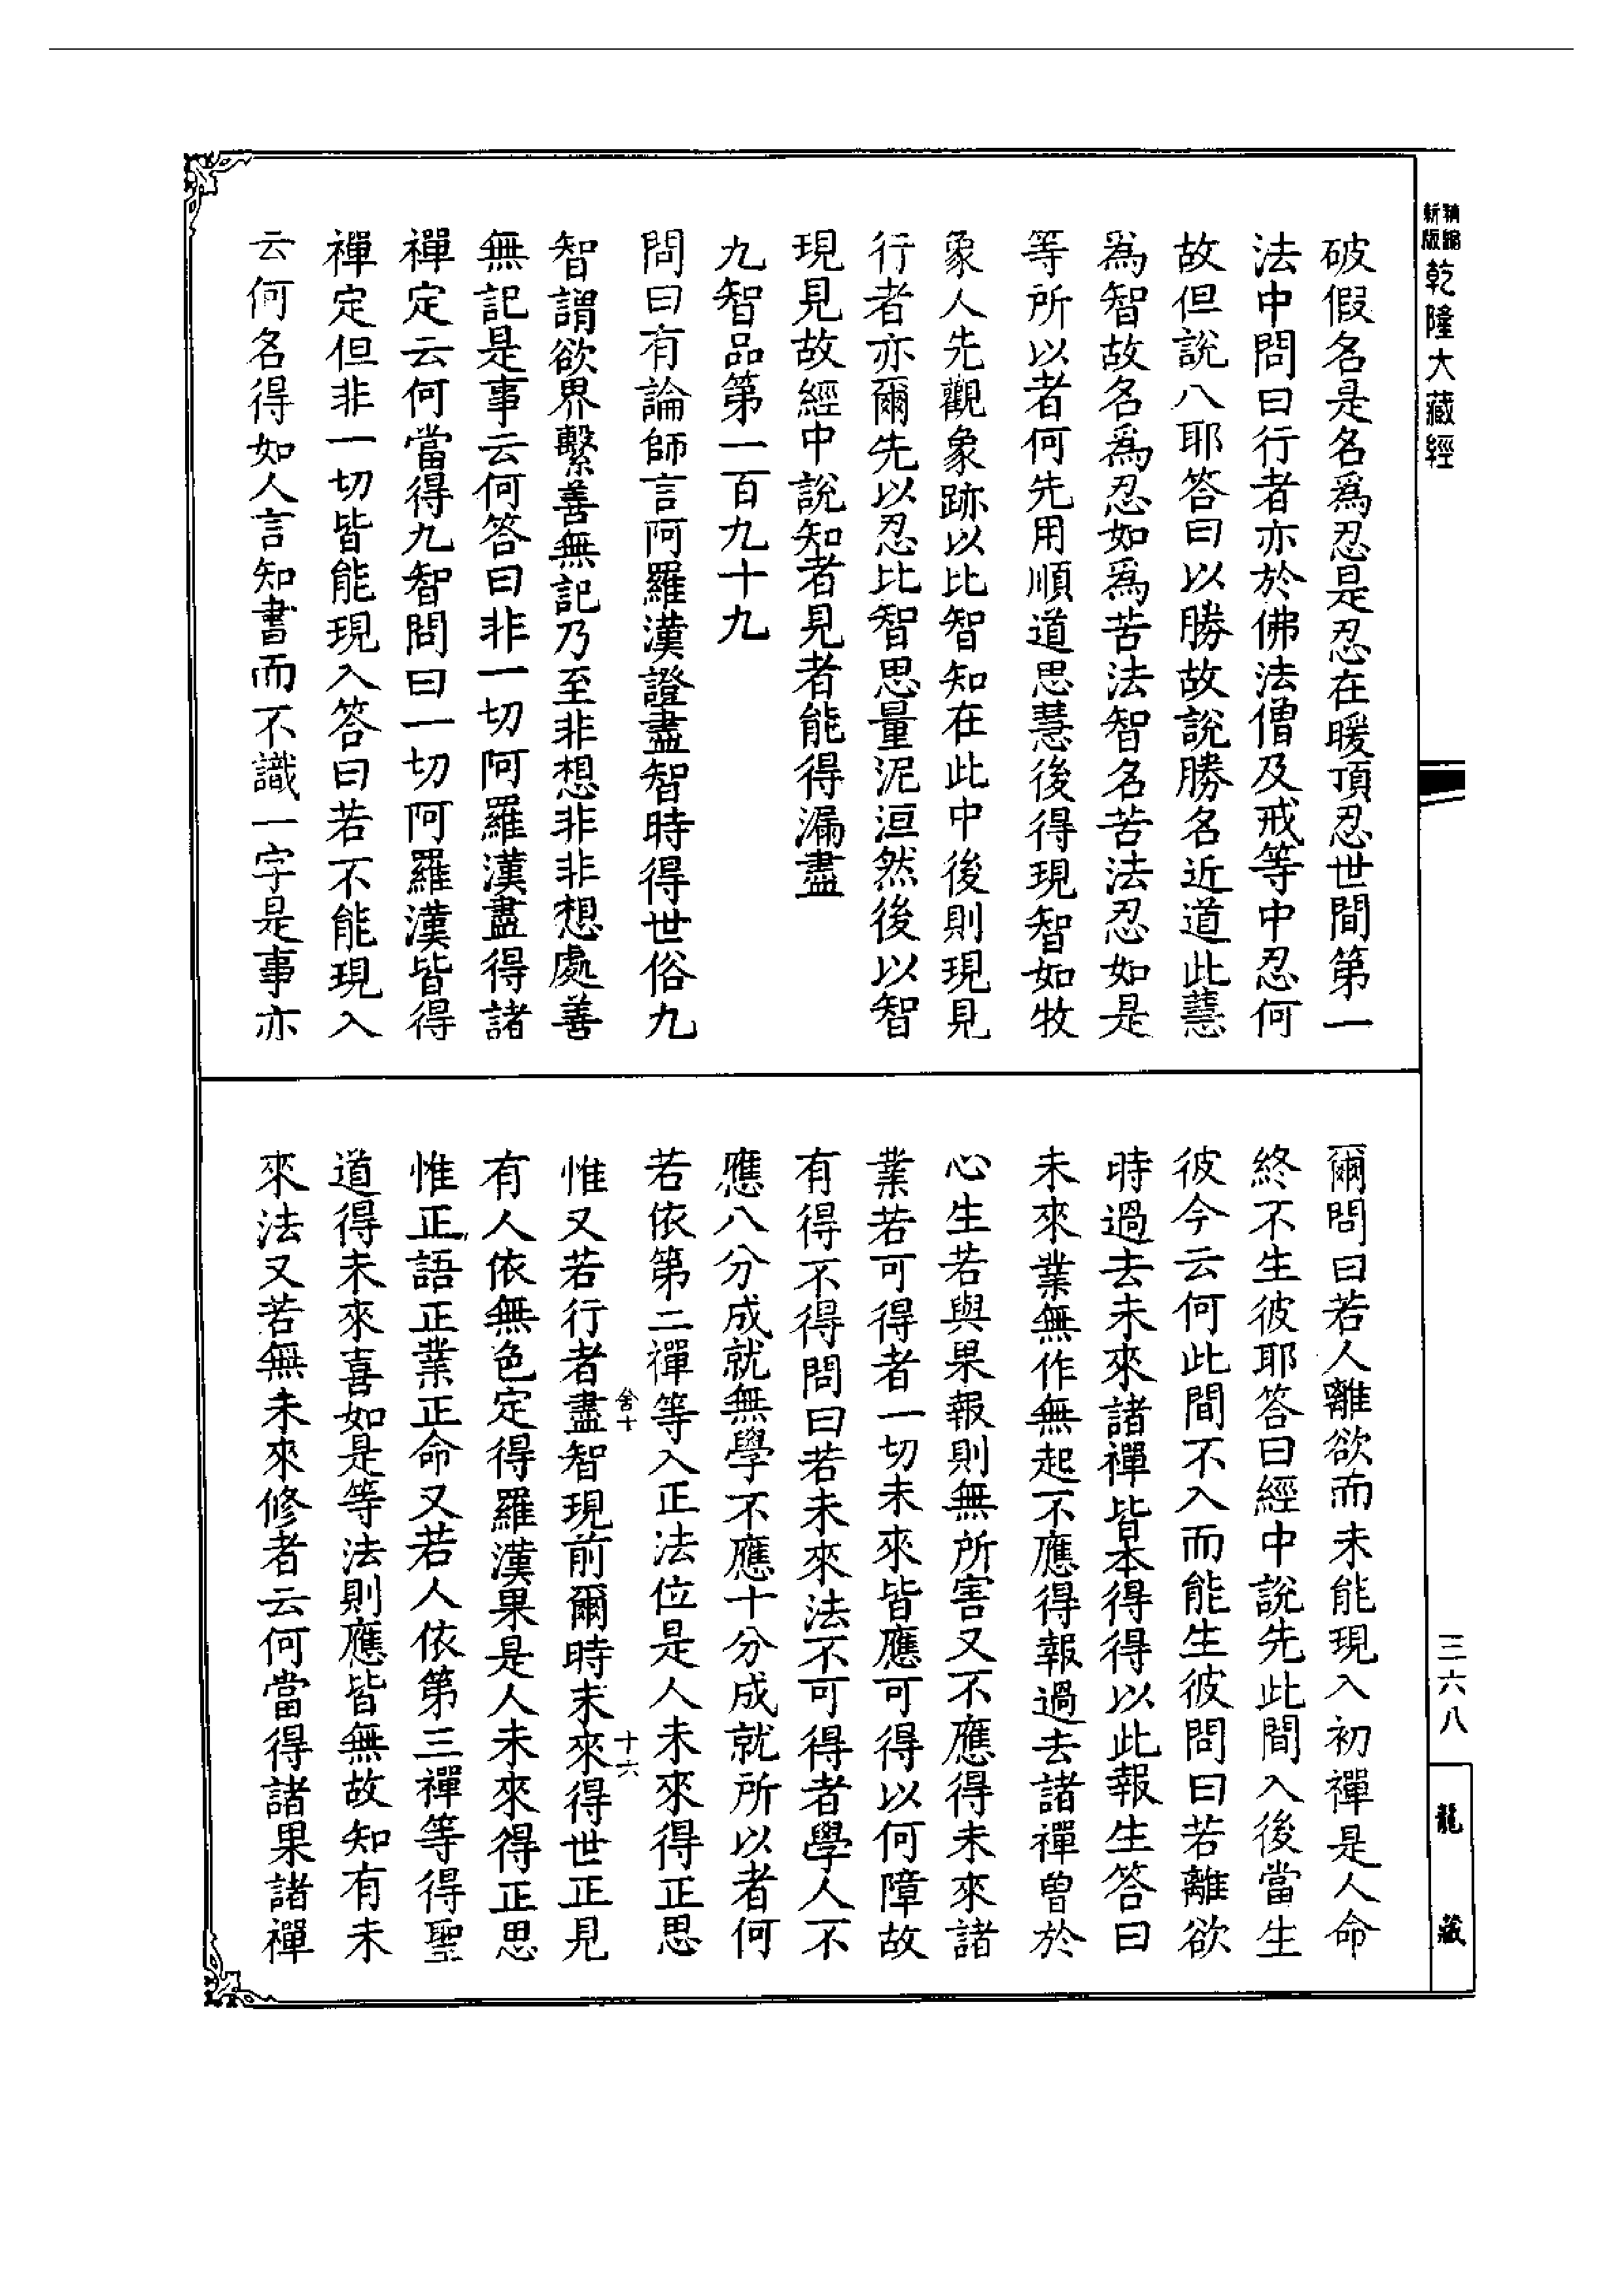 新編
新版
乾隆大藏經
破假名是名爲忍是忍在暖頂忍世間第一
法中問曰行者亦於佛法僧及戒等中忍何
故但說八耶答曰以勝故說勝名近道此慧
為智故名爲忍如爲苦法智名苦法忍如是
等所以者何先用順道思慧後得現智如牧
象人先觀象跡以比智知在此中後則現見
行者亦爾先以忍比智思量泥洹然後以智
現見故經中說知者見者能得漏盡
九智品第一百九十九
問曰有論師言阿羅漢證盡智時得世俗九
智謂欲界繫善無記乃至非想非非想處善
無記是事云何答曰非一切阿羅漢盡得諸
禪定云何當得九智問曰一切阿羅漢皆得
禪定但非一切皆能現入答曰若不能現入
云何名得如人言知書而不識一字是事亦
爾問曰若人離欲而未能現入初禪是人命
終不生彼耶答曰經中說先此間入後當生
彼今云何此間不入而能生彼問曰若離欲
時過去未來諸禪皆本得得以此報生答曰
未來業無作無起不應得報過去諸禪曾於
心生若與果報則無所害又不應得未來諸
業若可得者一切未來皆應可得以何障故
有得不得問曰若未來法不可得者學人不
應八分成就無學不應十分成就所以者何
若依第二禪等入正法位是人未來得正思
惟又若行者盡智現前爾時未來得世正見
有人依無色定得羅漢果是人未來得正思
惟正語正業正命又若人依第三禪等得聖
道得未來喜如是等法則應皆無故知有未
來法又若無未來修者云何當得諸果諸禪
舍十
十六
三六八
龍藏